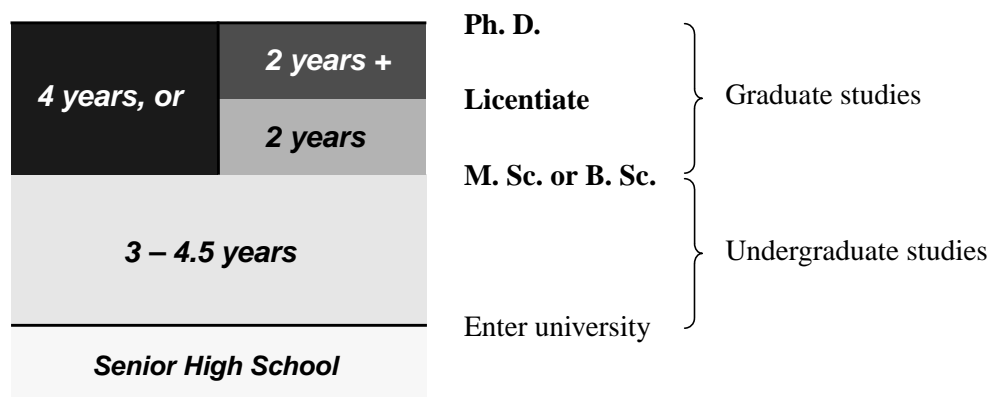 Ph. D.
2 years +
4 years, or
Licentiate
Graduate studies
2 years
M. Sc. or B. Sc.
3 – 4.5 years
Undergraduate studies
Enter university
Senior High School